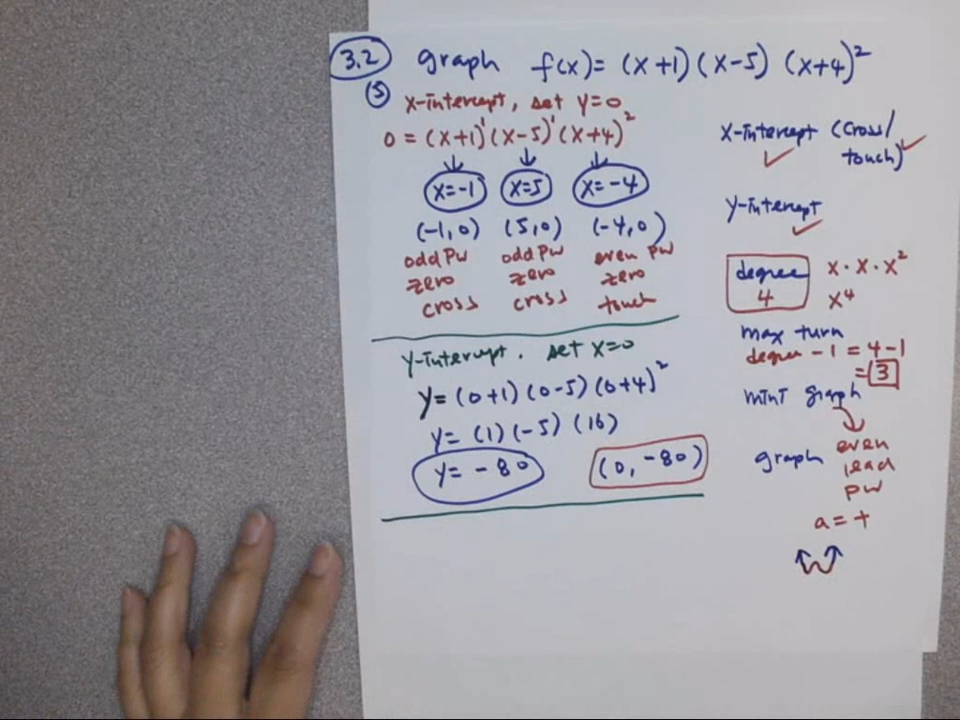 3.2 graph f(x) = (x+1)(x-5)(x+4)²
(5) x-intercept, set y=0
0 = (x+1)¹(x-5)¹(x+4)²
↓ ↓ ↓
x=-1 x=5 x=-4
(-1,0) (5,0) (-4,0)
odd pw odd pw even pw
zero zero zero
cross cross touch
y-intercept. set x=0
y= (0+1)(0-5)(0+4)²
y= (1)(-5)(16)
y= -80 (0,-80)
x-intercept (cross/
touch)
y-intercept
degree x·x·x²
4 x⁴
max turn
degree -1 = 4-1
= 3
mini graph
graph even
lead
pw
a = +